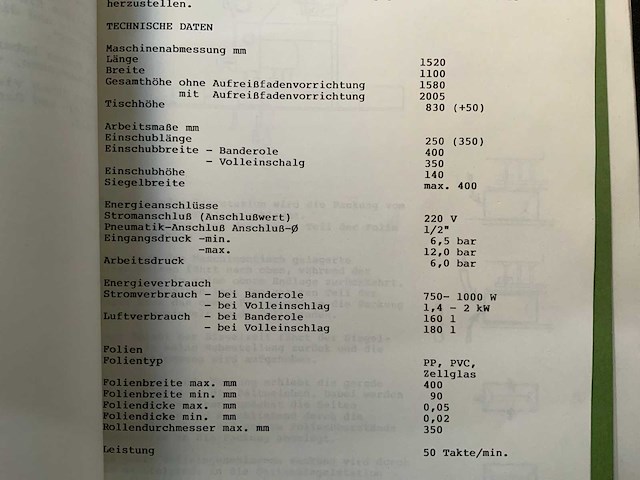 herzustellen.
TECHNISCHE DATEN
Maschinenabmessung mm
Länge 1520
Breite 1100
Gesamthöhe ohne Aufreißfadenvorrichtung 1580
mit Aufreißfadenvorrichtung 2005
Tischhöhe 830 (+50)
Arbeitsmaße mm
Einschublänge 250 (350)
Einschubbreite - Banderole 400
- Volleinschalg 350
Einschubhöhe 140
Siegelbreite max. 400
Energieanschlüsse
Stromanschluß (Anschlußwert) 220 V
Pneumatik-Anschluß Anschluß-Ø 1/2"
Eingangsdruck -min. 6,5 bar
-max. 12,0 bar
Arbeitsdruck 6,0 bar
Energieverbrauch
Stromverbrauch - bei Banderole 750- 1000 W
- bei Volleinschlag 1,4 - 2 kW
Luftverbrauch - bei Banderole 160 l
- bei Volleinschlag 180 l
Folien
Folientyp PP, PVC,
Zellglas
Folienbreite max. mm 400
Folienbreite min. mm 90
Foliendicke max. mm 0,05
Foliendicke min. mm 0,02
Rollendurchmesser max. mm 350
Leistung 50 Takte/min.